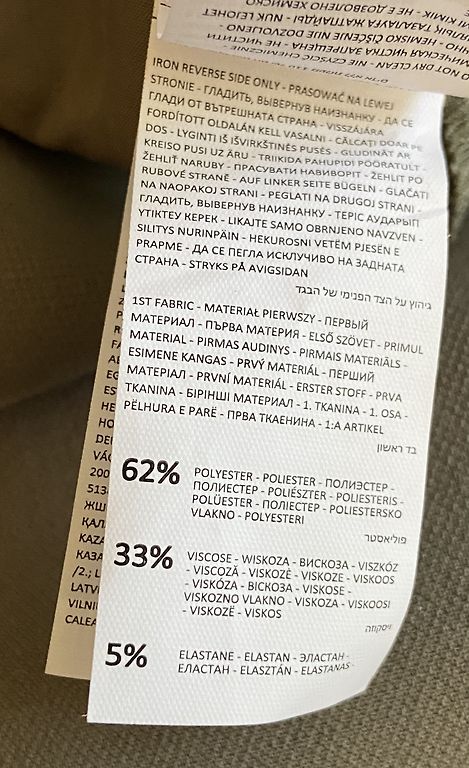 IRON REVERSE SIDE ONLY - PRASOWAĆ NA LEWEJ
STRONIE - ГЛАДИТЬ, ВЫВЕРНУВ НАИЗНАНКУ - ДА СЕ
ГЛАДИ ОТ ВЪТРЕШНАТА СТРАНА - VISSZÁJÁRA
FORDÍTOTT OLDALÁN KELL VASALNI - CĂLCAȚI DOAR PE
DOS - LYGINTI IŠ IŠVIRKŠTINĖS PUSĖS - GLUDINĀT AR
KREISO PUSI UZ ĀRU - TRIIKIDA PAHUPIDI PÖÖRATULT -
ŽEHLIŤ NARUBY - ПРАСУВАТИ НАВИВОРІТ - ŽEHLIT PO
RUBOVÉ STRANĚ - AUF LINKER SEITE BÜGELN - GLAČATI
NA NAOPAKOJ STRANI - PEGLATI NA DRUGOJ STRANI -
ГЛАДИТЬ, ВЫВЕРНУВ НАИЗНАНКУ - ТЕРІС АУДАРЫП
ҮТІКТЕУ КЕРЕК - LIKAJTE SAMO OBRNJENO NAVZVEN -
SILITYS NURINPÄIN - HEKUROSNI VETËM PJESËN E
PRAPME - ДА СЕ ПЕГЛА ИСКЛУЧИВО НА ЗАДНАТА
СТРАНА - STRYKS PÅ AVIGSIDAN
גיהוץ על הצד הפנימי של הבגד
1ST FABRIC - MATERIAŁ PIERWSZY - ПЕРВЫЙ
МАТЕРИАЛ - ПЪРВА МАТЕРИЯ - ELSŐ SZÖVET - PRIMUL
MATERIAL - PIRMAS AUDINYS - PIRMAIS MATERIĀLS -
ESIMENE KANGAS - PRVÝ MATERIÁL - ПЕРШИЙ
МАТЕРІАЛ - PRVNÍ MATERIÁL - ERSTER STOFF - PRVA
TKANINA - БІРІНШІ МАТЕРИАЛ - 1. TKANINA - 1. OSA -
PËLHURA E PARË - ПРВА ТКАЕНИНА - 1:A ARTIKEL
בד ראשון
62% POLYESTER - POLIESTER - ПОЛИЭСТЕР -
ПОЛИЕСТЕР - POLIÉSZTER - POLIESTERIS -
POLÜESTER - ПОЛІЕСТЕР - POLIESTERSKO
VLAKNO - POLYESTERI
פוליאסטר
33% VISCOSE - WISKOZA - ВИСКОЗА - VISZKÓZ
- VISCOZĂ - VISKOZĖ - VISKOZE - VISKOOS
- VISKÓZA - ВІСКОЗА - VISKOSE -
VISKOZNO VLAKNO - VISKOZA - VISKOOSI
- VISKOZË - VISKOS
ויסקוזה
5% ELASTANE - ELASTAN - ЭЛАСТАН -
ЕЛАСТАН - ELASZTÁN - ELASTANAS -